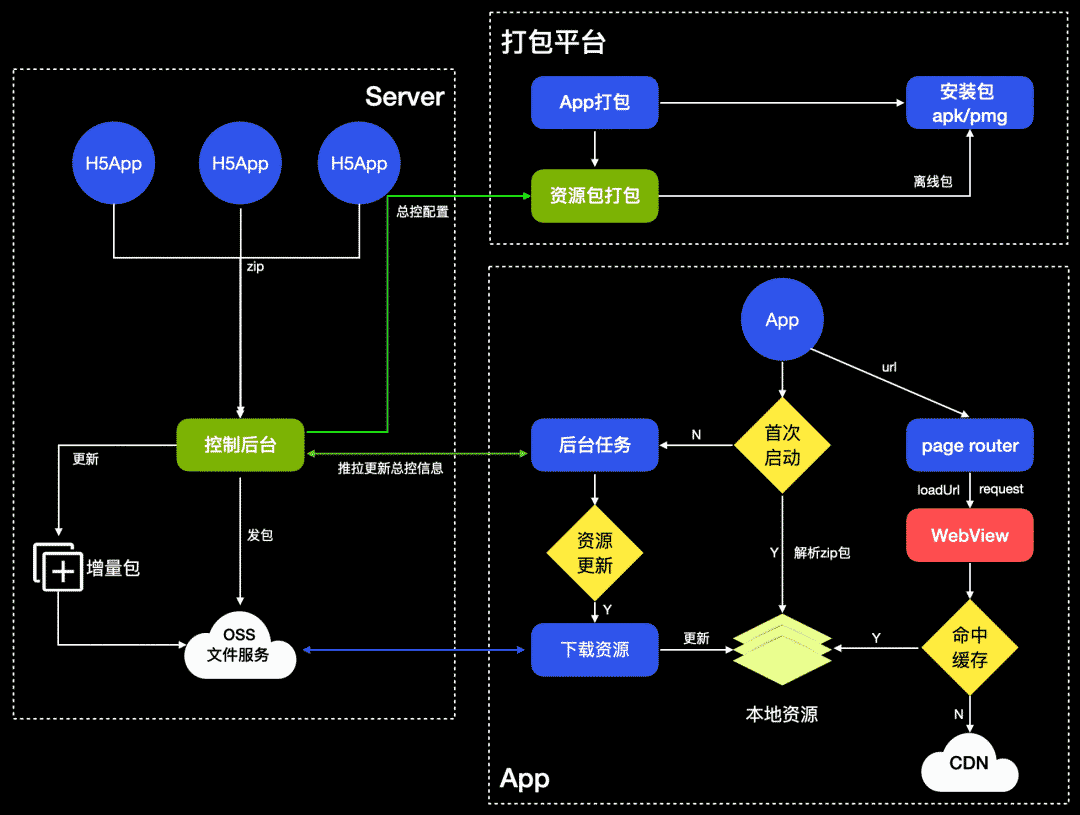 Server
H5App
H5App
H5App
zip
总控配置
控制后台
更新
推拉更新总控信息
发包
增量包
OSS
文件服务
打包平台
App打包
安装包
apk/pmg
资源包打包
离线包
App
url
首次
启动
N
后台任务
page router
loadUrl
request
WebView
资源
更新
Y
解析zip包
Y
下载资源
更新
本地资源
Y
命中
缓存
N
CDN
App